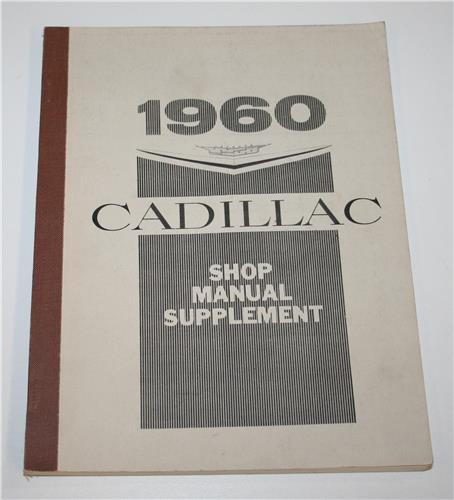 1960
CADILLAC
SHOP
MANUAL
SUPPLEMENT